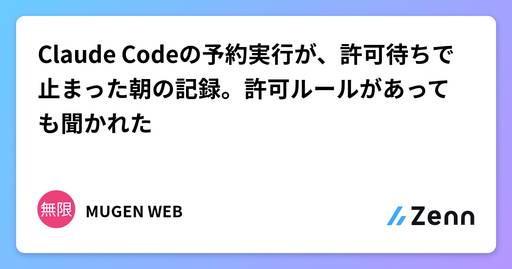 Claude Codeの予約実行が、許可待ちで
止まった朝の記録。許可ルールがあって
も聞かれた
無限
MUGEN WEB
Zenn